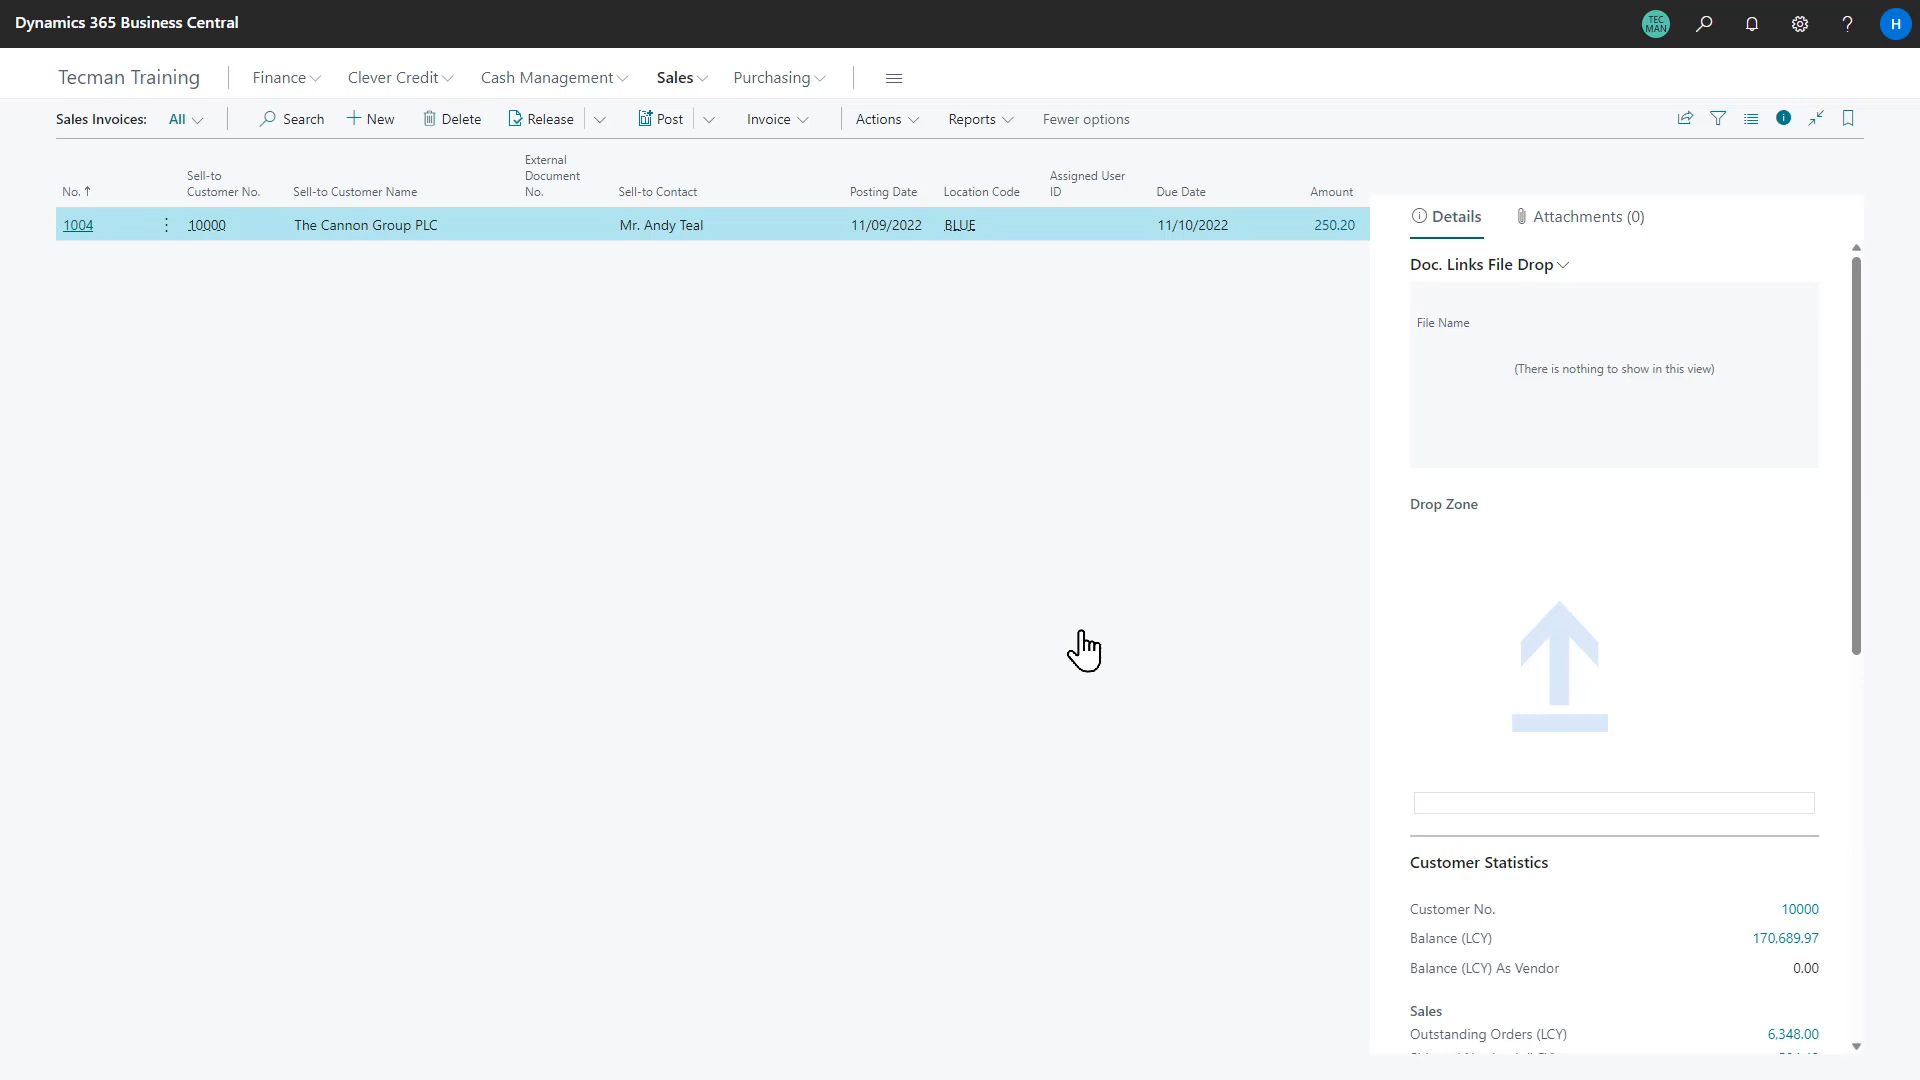 Dynamics 365 Business Central
TEC
MAN
?
H
Tecman Training
Finance
Clever Credit
Cash Management
Sales
Purchasing
Sales Invoices:
All
Search
New
Delete
Release
Post
Invoice
Actions
Reports
Fewer options
No. ↑
Sell-to
Customer No.
Sell-to Customer Name
External
Document
No.
Sell-to Contact
Posting Date
Location Code
Assigned User
ID
Due Date
Amount
1004
10000
The Cannon Group PLC
Mr. Andy Teal
11/09/2022
BLUE
11/10/2022
250.20
Details
Attachments (0)
Doc. Links File Drop
File Name
(There is nothing to show in this view)
Drop Zone
Customer Statistics
Customer No.
10000
Balance (LCY)
170,689.97
Balance (LCY) As Vendor
0.00
Sales
Outstanding Orders (LCY)
6,348.00